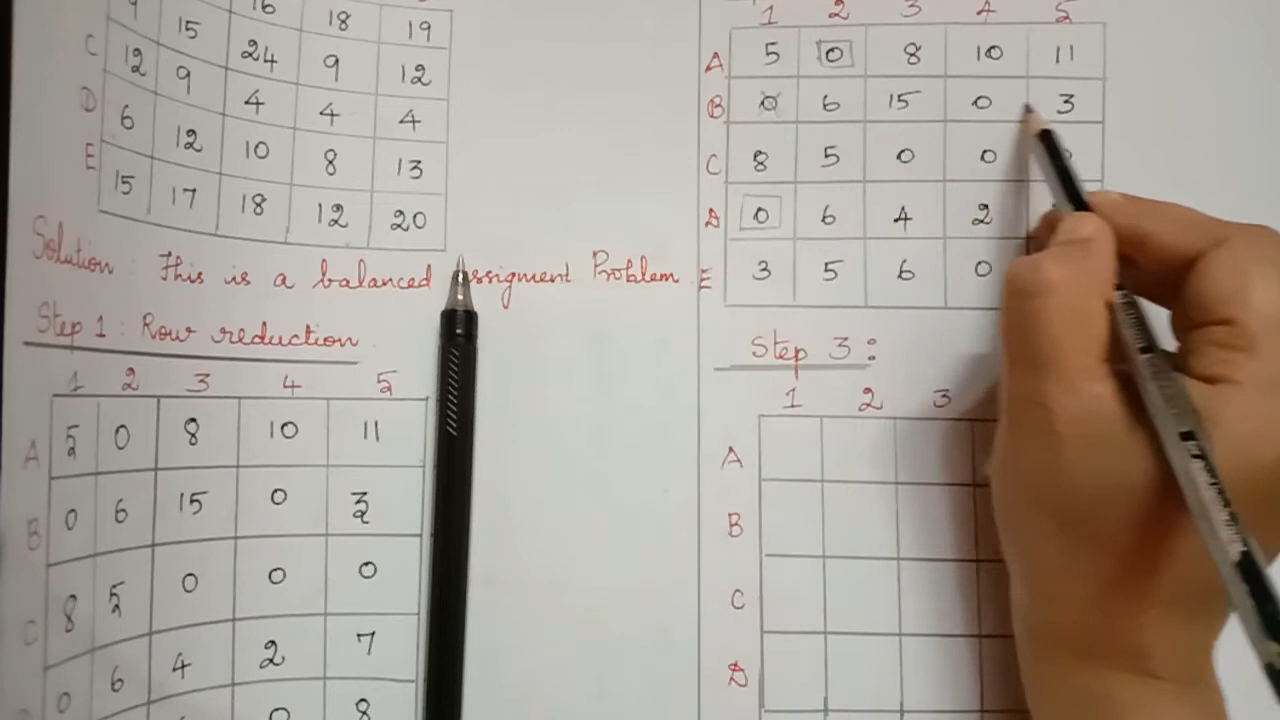 16 18 19
15
C 12 9 24 9 12
D 6 12 4 4 4
E 15 17 10 8 13
18 12 20
Solution : This is a balanced assigment Problem
Step 1 : Row reduction
1 2 3 4 5
A 5 0 8 10 11
B 0 6 15 0 3
C 8 5 0 0 0
0 6 4 2 7
0 8
1 2 3 4 5
A 5 0 8 10 11
B 0 6 15 0 3
C 8 5 0 0
D 0 6 4 2
E 3 5 6 0
Step 3 :
1 2 3
A
B
C
D